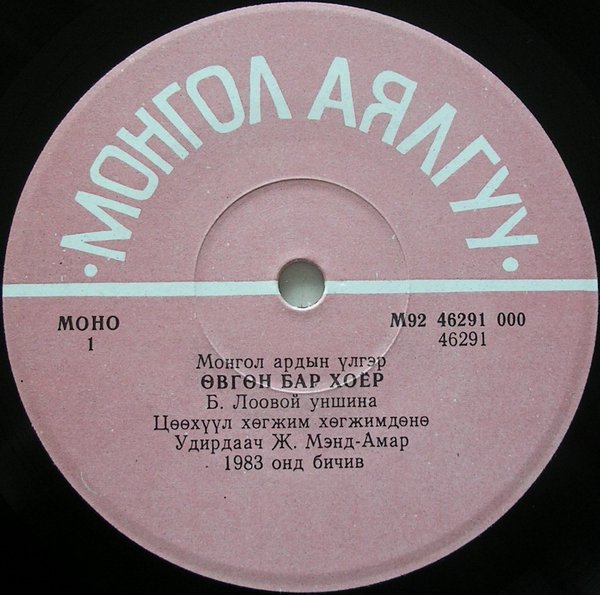 · МОНГОЛ АЯЛГУУ ·
МОНО
1
М92 46291 000
46291
Монгол ардын үлгэр
ӨВГӨН БАР ХОЁР
Б. Лоовой уншина
Цөөхүүл хөгжим хөгжимдөнө
Удирдаач Ж. Мэнд-Амар
1983 онд бичив